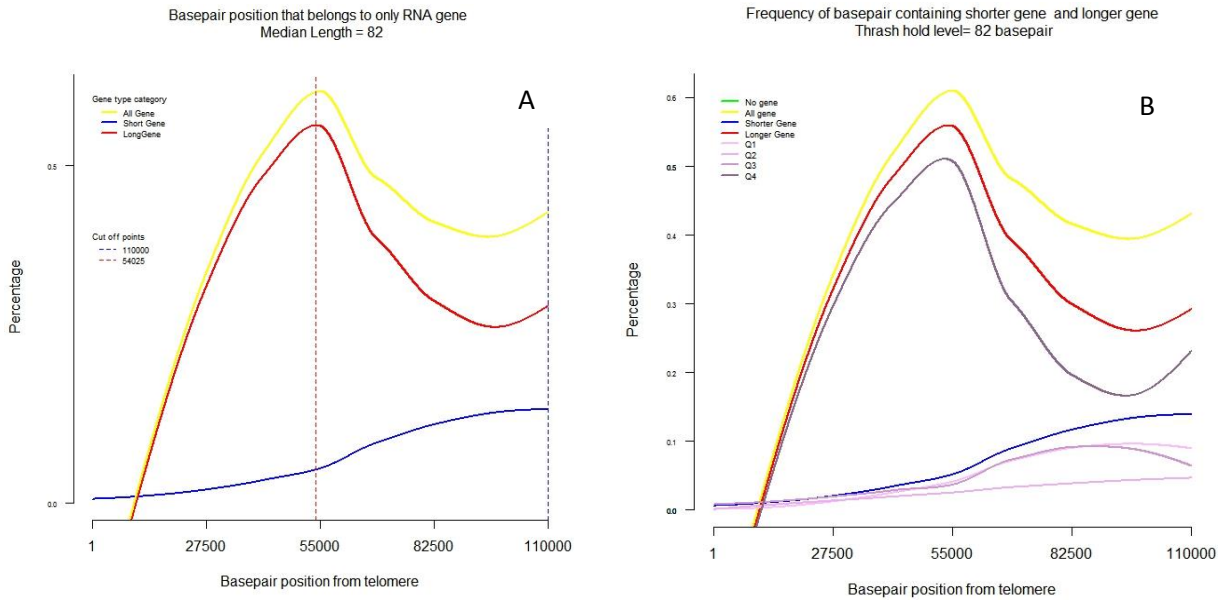 Basepair position that belongs to only RNA gene
Median Length = 82
A
Gene type category
All Gene
Short Gene
LongGene
Cut off points
110000
54025
Percentage
0.5
0.0
1
27500
55000
82500
110000
Basepair position from telomere
Frequency of basepair containing shorter gene and longer gene
Thrash hold level= 82 basepair
B
No gene
All gene
Shorter Gene
Longer Gene
Q1
Q2
Q3
Q4
Percentage
0.6
0.5
0.4
0.3
0.2
0.1
0.0
1
27500
55000
82500
110000
Basepair position from telomere